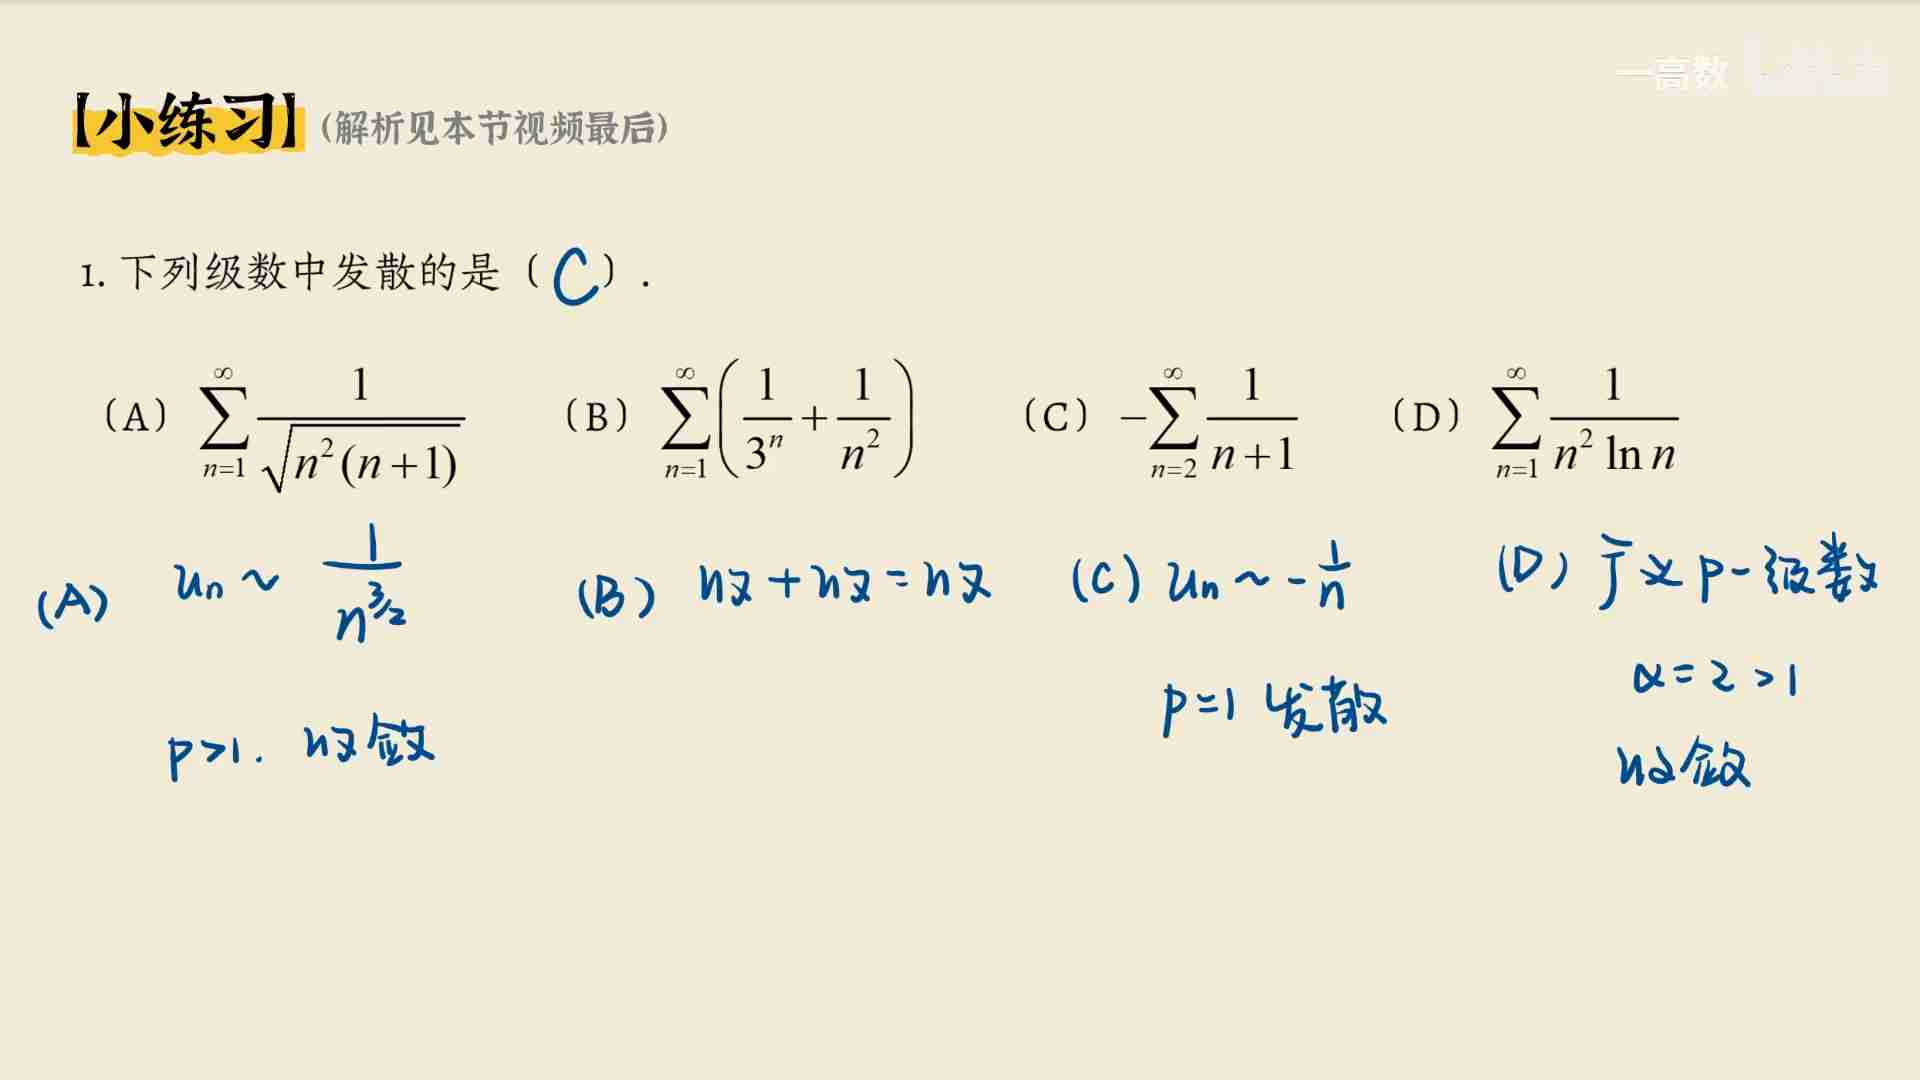 一高数
【小练习】(解析见本节视频最后)
1. 下列级数中发散的是 ( C ) .
(A) \sum_{n=1}^{\infty} \frac{1}{\sqrt{n^2(n+1)}} (B) \sum_{n=1}^{\infty} \left( \frac{1}{3^n} + \frac{1}{n^2} \right) (C) -\sum_{n=2}^{\infty} \frac{1}{n+1} (D) \sum_{n=1}^{\infty} \frac{1}{n^2 \ln n}
(A) u_n ~ \frac{1}{n^{3/2}} (B) 收+收=收 (C) u_n ~ -\frac{1}{n} (D) 广义p-级数
p>1. 收敛 p=1 发散 α=2>1
收敛